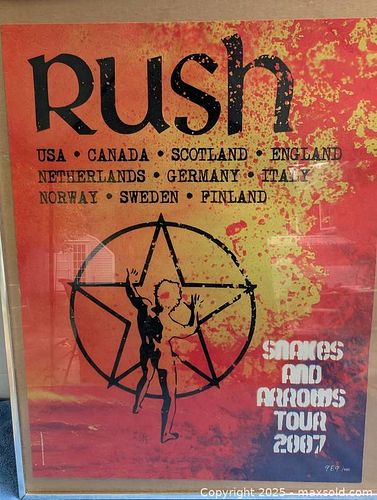 Rush
USA • CANADA • SCOTLAND • ENGLAND
NETHERLANDS • GERMANY • ITALY
NORWAY • SWEDEN • FINLAND
SNAKES
AND
ARROWS
TOUR
2007
Copyright © 2025 - maxsold.com